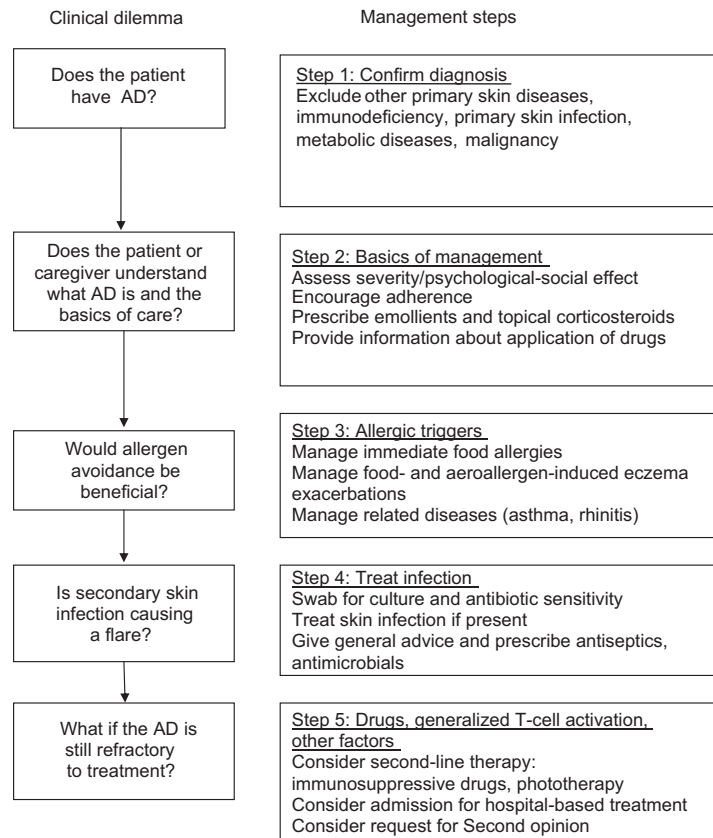 Clinical dilemma
Management steps
Does the patient
have AD?
Step 1: Confirm diagnosis
Exclude other primary skin diseases,
immunodeficiency, primary skin infection,
metabolic diseases, malignancy
Does the patient or
caregiver understand
what AD is and the
basics of care?
Step 2: Basics of management
Assess severity/psychological-social effect
Encourage adherence
Prescribe emollients and topical corticosteroids
Provide information about application of drugs
Would allergen
avoidance be
beneficial?
Step 3: Allergic triggers
Manage immediate food allergies
Manage food- and aeroallergen-induced eczema
exacerbations
Manage related diseases (asthma, rhinitis)
Is secondary skin
infection causing
a flare?
Step 4: Treat infection
Swab for culture and antibiotic sensitivity
Treat skin infection if present
Give general advice and prescribe antiseptics,
antimicrobials
What if the AD is
still refractory
to treatment?
Step 5: Drugs, generalized T-cell activation,
other factors
Consider second-line therapy:
immunosuppressive drugs, phototherapy
Consider admission for hospital-based treatment
Consider request for Second opinion